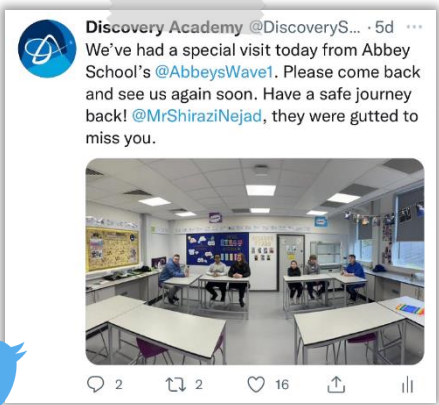 Discovery Academy @DiscoveryS... · 5d ···
We've had a special visit today from Abbey
School's @AbbeysWave1. Please come back
and see us again soon. Have a safe journey
back! @MrShiraziNejad, they were gutted to
miss you.
2 2 16